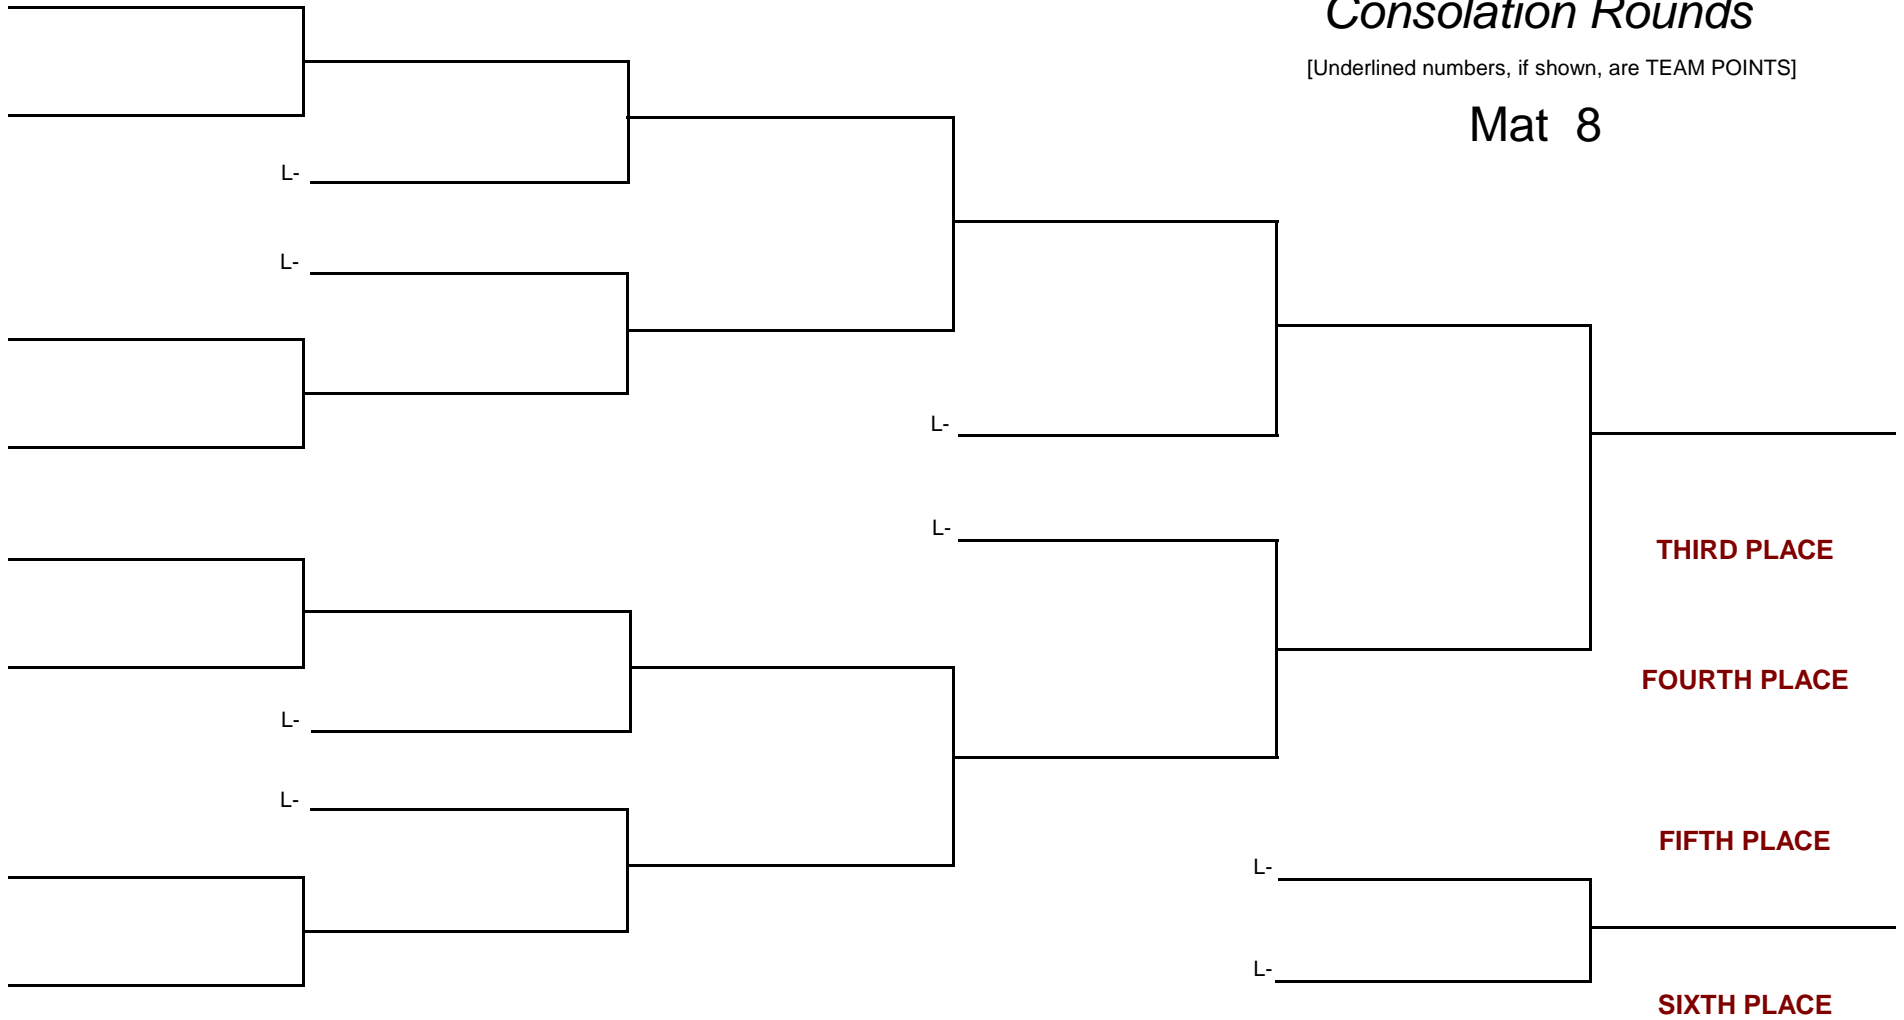 Consolation Rounds
[Underlined numbers, if shown, are TEAM POINTS]
Mat 8
L-
L-
L-
L-
THIRD PLACE
FOURTH PLACE
L-
L-
FIFTH PLACE
L-
L-
SIXTH PLACE